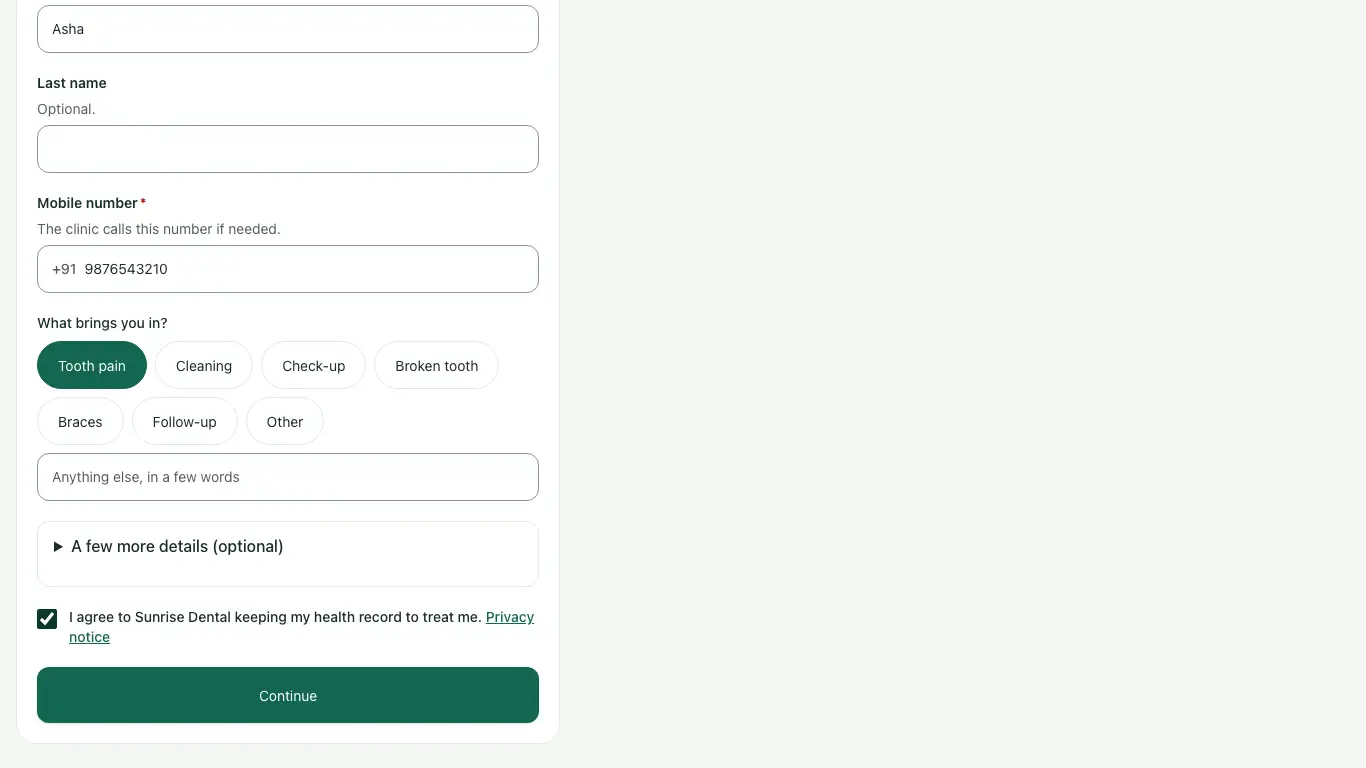 Asha
Last name
Optional.
Mobile number*
The clinic calls this number if needed.
+91 9876543210
What brings you in?
Tooth pain Cleaning Check-up Broken tooth
Braces Follow-up Other
Anything else, in a few words
A few more details (optional)
I agree to Sunrise Dental keeping my health record to treat me. Privacy
notice
Continue